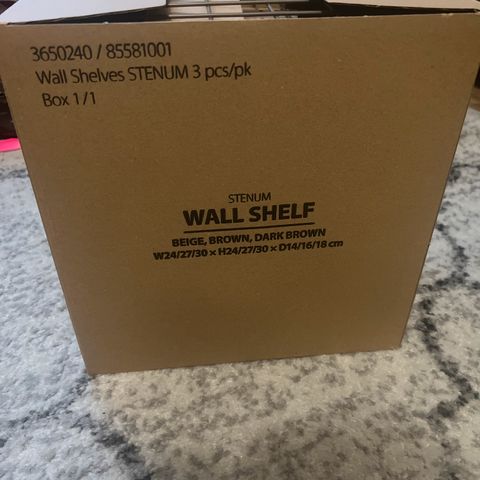 3650240 / 85581001
Wall Shelves STENUM 3 pcs/pk
Box 1/1
STENUM
WALL SHELF
BEIGE, BROWN, DARK BROWN
W24/27/30 × H24/27/30 × D14/16/18 cm